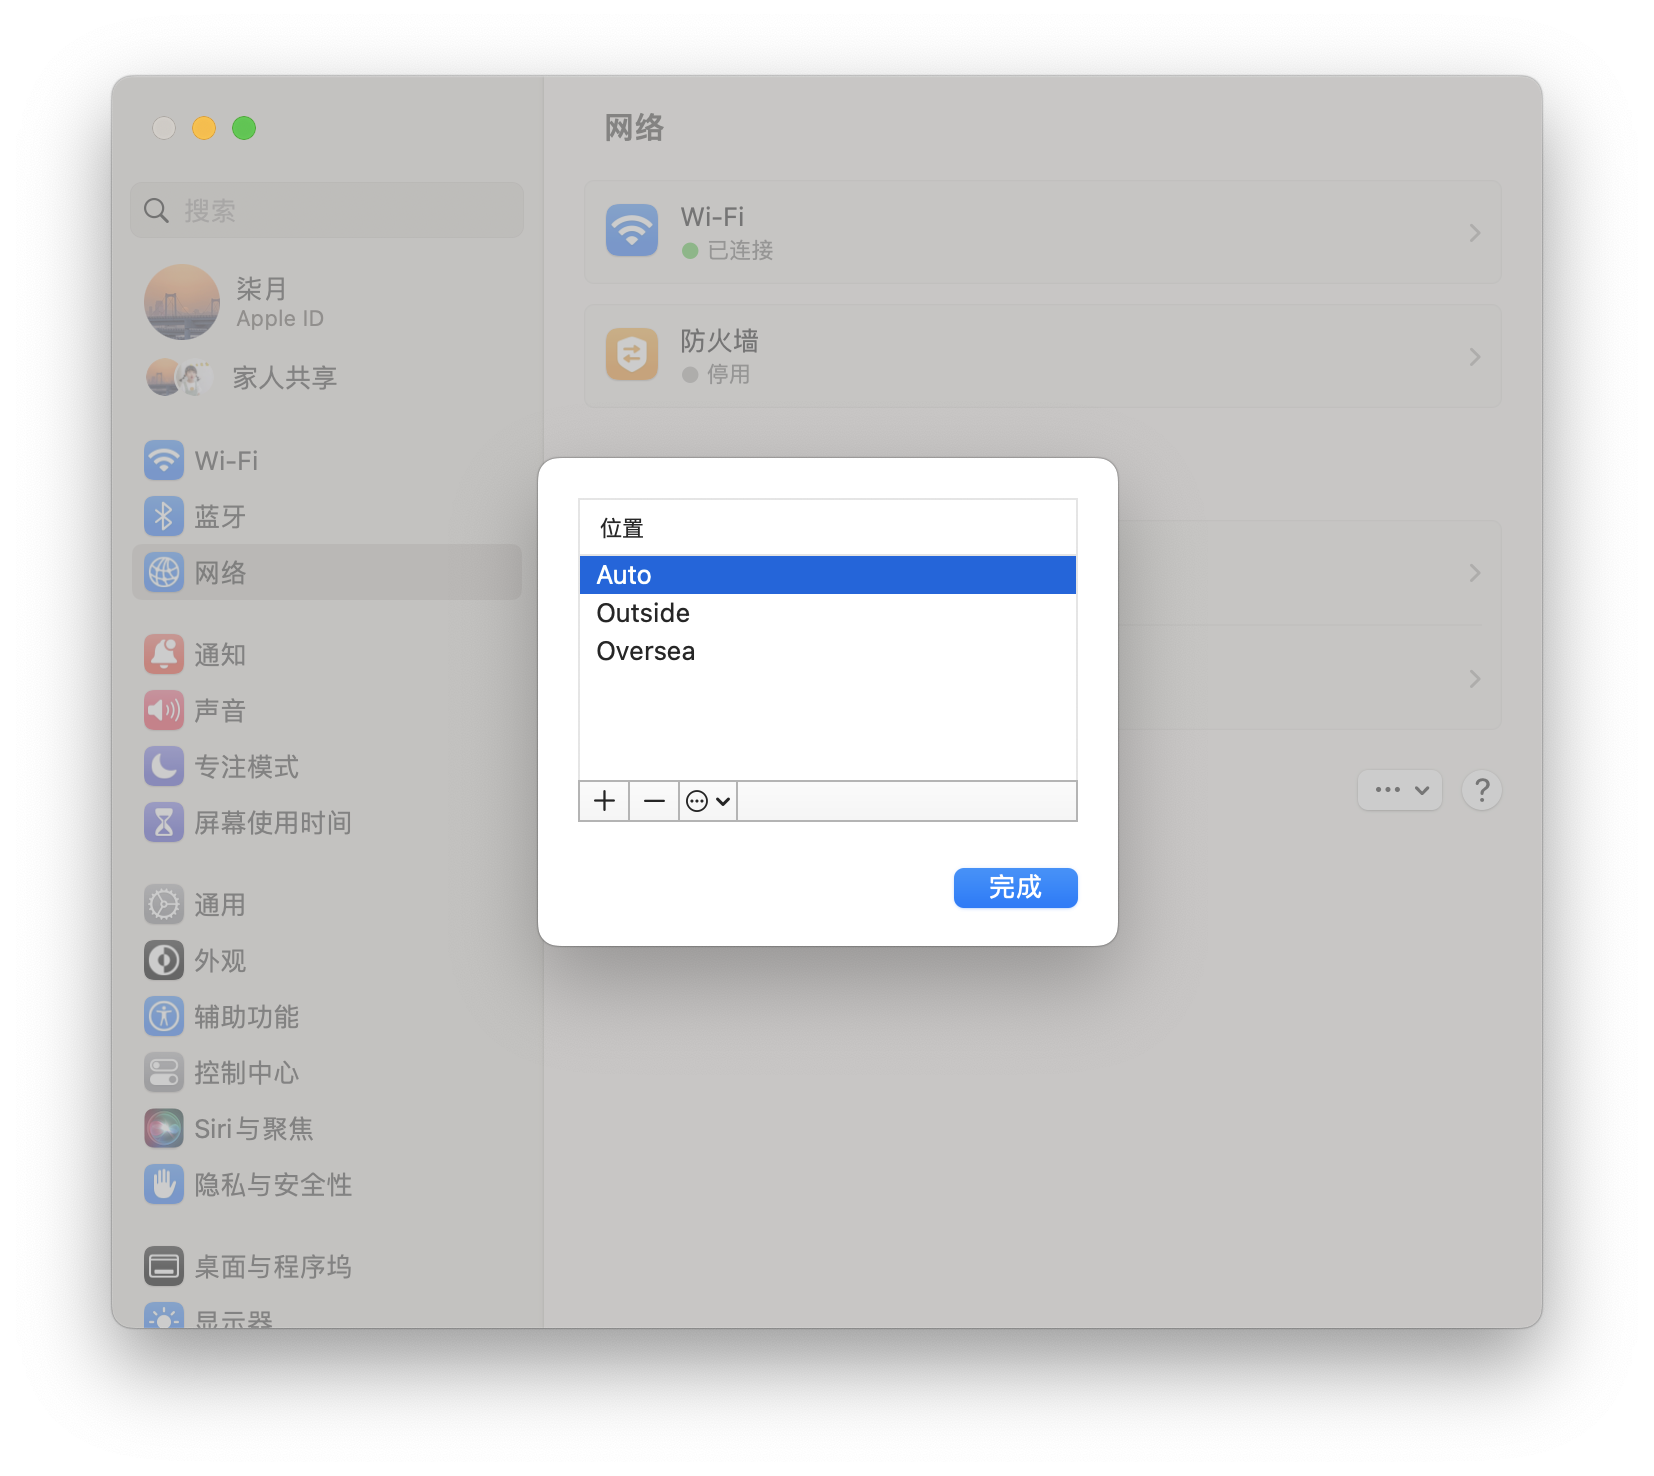 网络
搜索
柒月
Apple ID
家人共享
Wi-Fi
蓝牙
网络
通知
声音
专注模式
屏幕使用时间
通用
外观
辅助功能
控制中心
Siri与聚焦
隐私与安全性
桌面与程序坞
显示器
Wi-Fi
已连接
防火墙
停用
位置
Auto
Outside
Oversea
完成
?